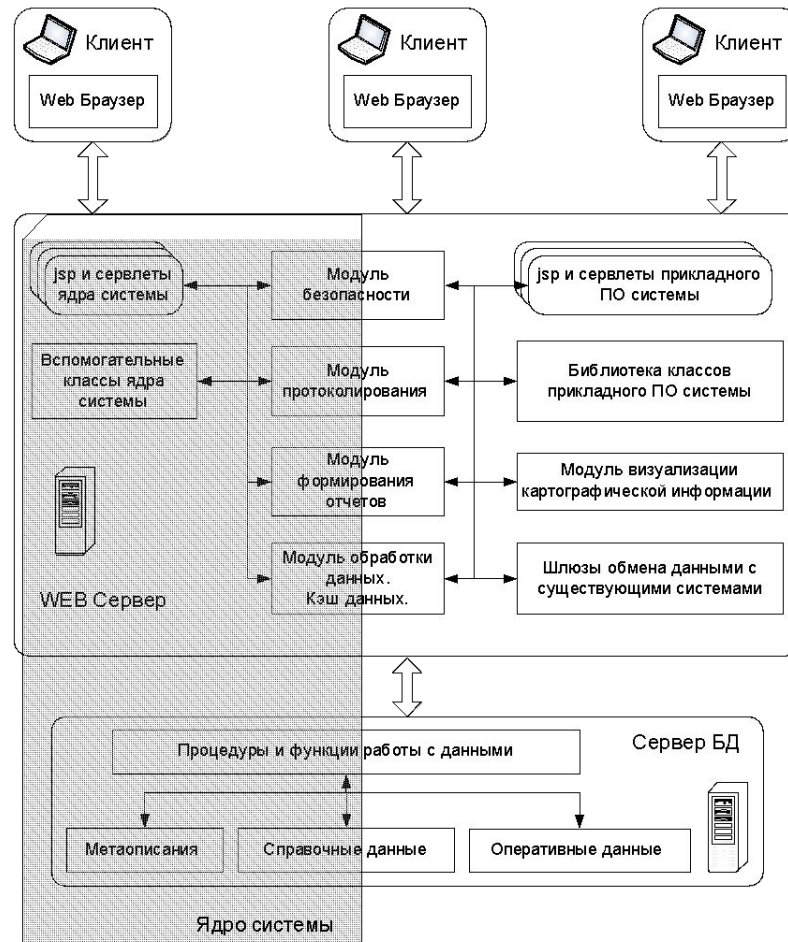 Клиент
Web Браузер
Клиент
Web Браузер
Клиент
Web Браузер
jsp и сервлеты
ядра системы
Модуль
безопасности
jsp и сервлеты прикладного
ПО системы
Вспомогательные
классы ядра
системы
Модуль
протоколирования
Библиотека классов
прикладного ПО системы
Модуль
формирования
отчетов
Модуль визуализации
картографической информации
WEB Сервер
Модуль обработки
данных.
Кэш данных.
Шлюзы обмена данными с
существующими системами
Сервер БД
Процедуры и функции работы с данными
Метаописания
Справочные данные
Оперативные данные
Ядро системы